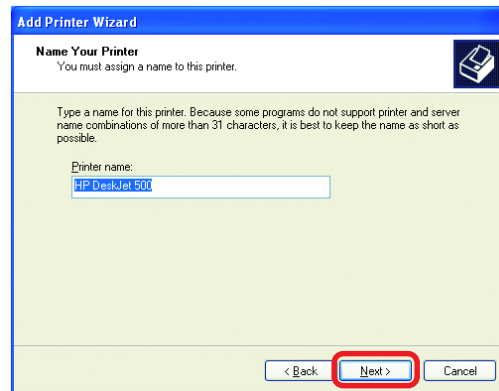 Add Printer Wizard
Name Your Printer
You must assign a name to this printer.
Type a name for this printer. Because some programs do not support printer and server
name combinations of more than 31 characters, it is best to keep the name as short as
possible.
Printer name:
HP DeskJet 500
< Back
Next >
Cancel